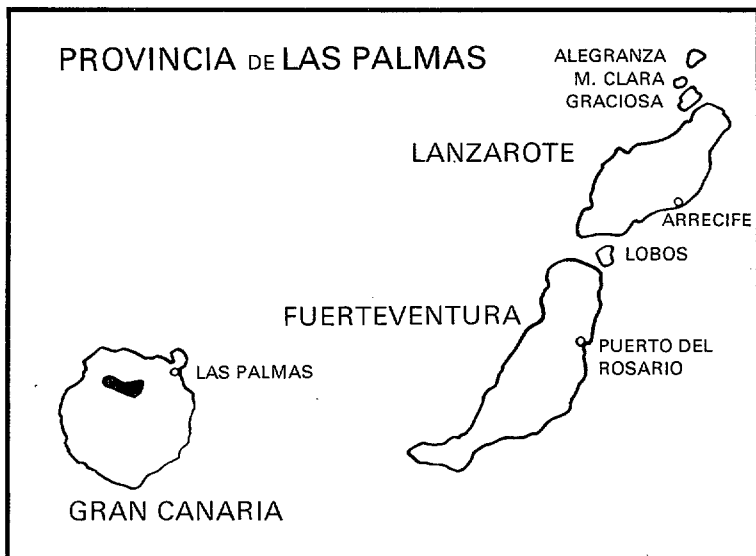 PROVINCIA DE LAS PALMAS
ALEGRANZA
M. CLARA
GRACIOSA
LANZAROTE
ARRECIFE
LOBOS
FUERTEVENTURA
PUERTO DEL
ROSARIO
LAS PALMAS
GRAN CANARIA